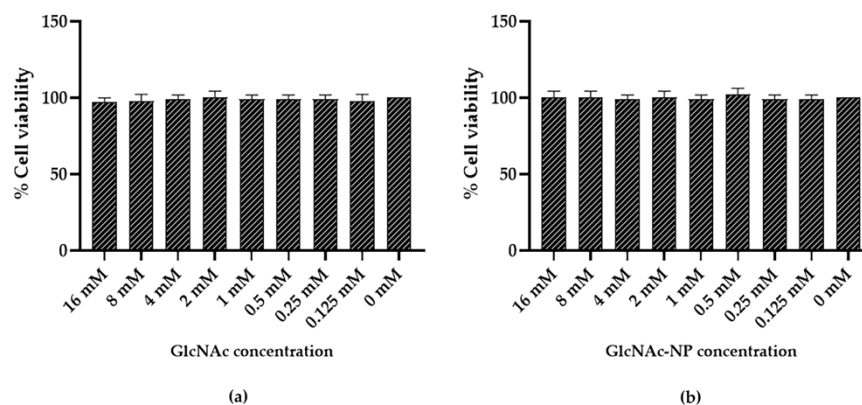 150
100
50
0
% Cell viability
16 mM
8 mM
4 mM
2 mM
1 mM
0.5 mM
0.25 mM
0.125 mM
0 mM
GlcNAc concentration
(a)
150
100
50
0
% Cell viability
16 mM
8 mM
4 mM
2 mM
1 mM
0.5 mM
0.25 mM
0.125 mM
0 mM
GlcNAc-NP concentration
(b)